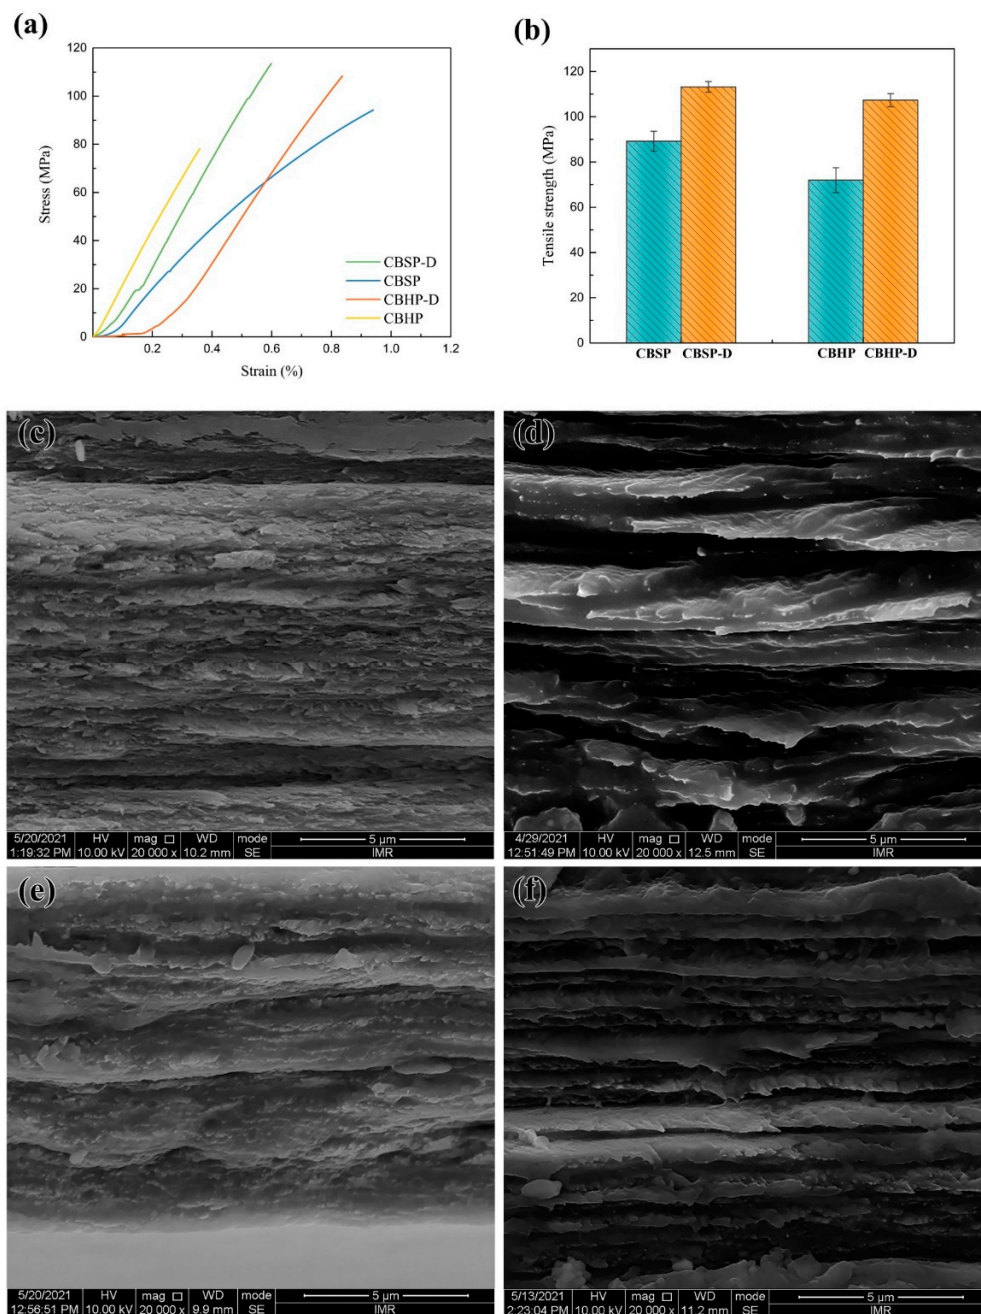 (a)
120
100
80
60
40
20
0
Stress (MPa)
CBSP-D
CBSP
CBHP-D
CBHP
0.2 0.4 0.6 0.8 1.0 1.2
Strain (%)
(b)
120
100
80
60
40
20
0
Tensile strength (MPa)
CBSP CBSP-D CBHP CBHP-D
(c)
5/20/2021 HV mag WD mode 5 µm
1:19:32 PM 10.00 kV 20 000 x 10.2 mm SE IMR
(d)
4/29/2021 HV mag WD mode 5 µm
12:51:49 PM 10.00 kV 20 000 x 12.5 mm SE IMR
(e)
5/20/2021 HV mag WD mode 5 µm
12:56:51 PM 10.00 kV 20 000 x 9.9 mm SE IMR
(f)
5/13/2021 HV mag WD mode 5 µm
2:23:04 PM 10.00 kV 20 000 x 11.2 mm SE IMR